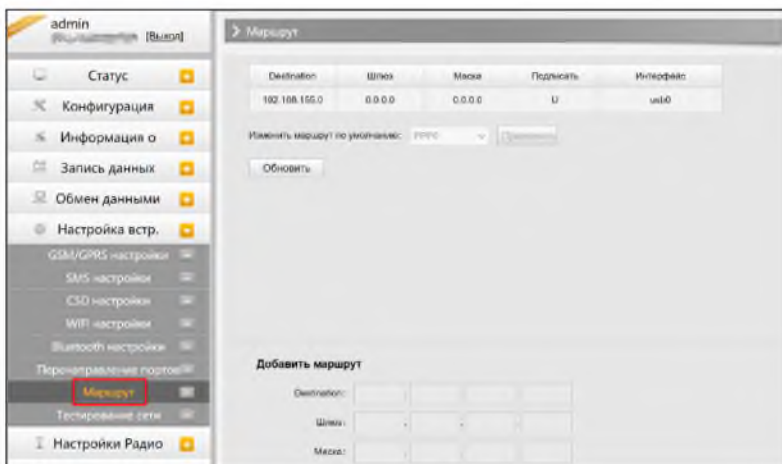 admin
[Выход]
Маршрут
Статус
Конфигурация
Информация о
Запись данных
Обмен данными
Настройка встр.
GSM/GPRS настройки
SMS настройки
CSD настройки
WIFI настройки
Bluetooth настройки
Перенаправление портов
Маршрут
Тестирование сети
Настройки Радио
Destination Шлюз Маска Подписать Интерфейс
192.168.155.0 0.0.0.0 0.0.0.0 U usb0
Изменить маршрут по умолчанию: PPP0 Применить
Обновить
Добавить маршрут
Destination:
Шлюз:
Маска: